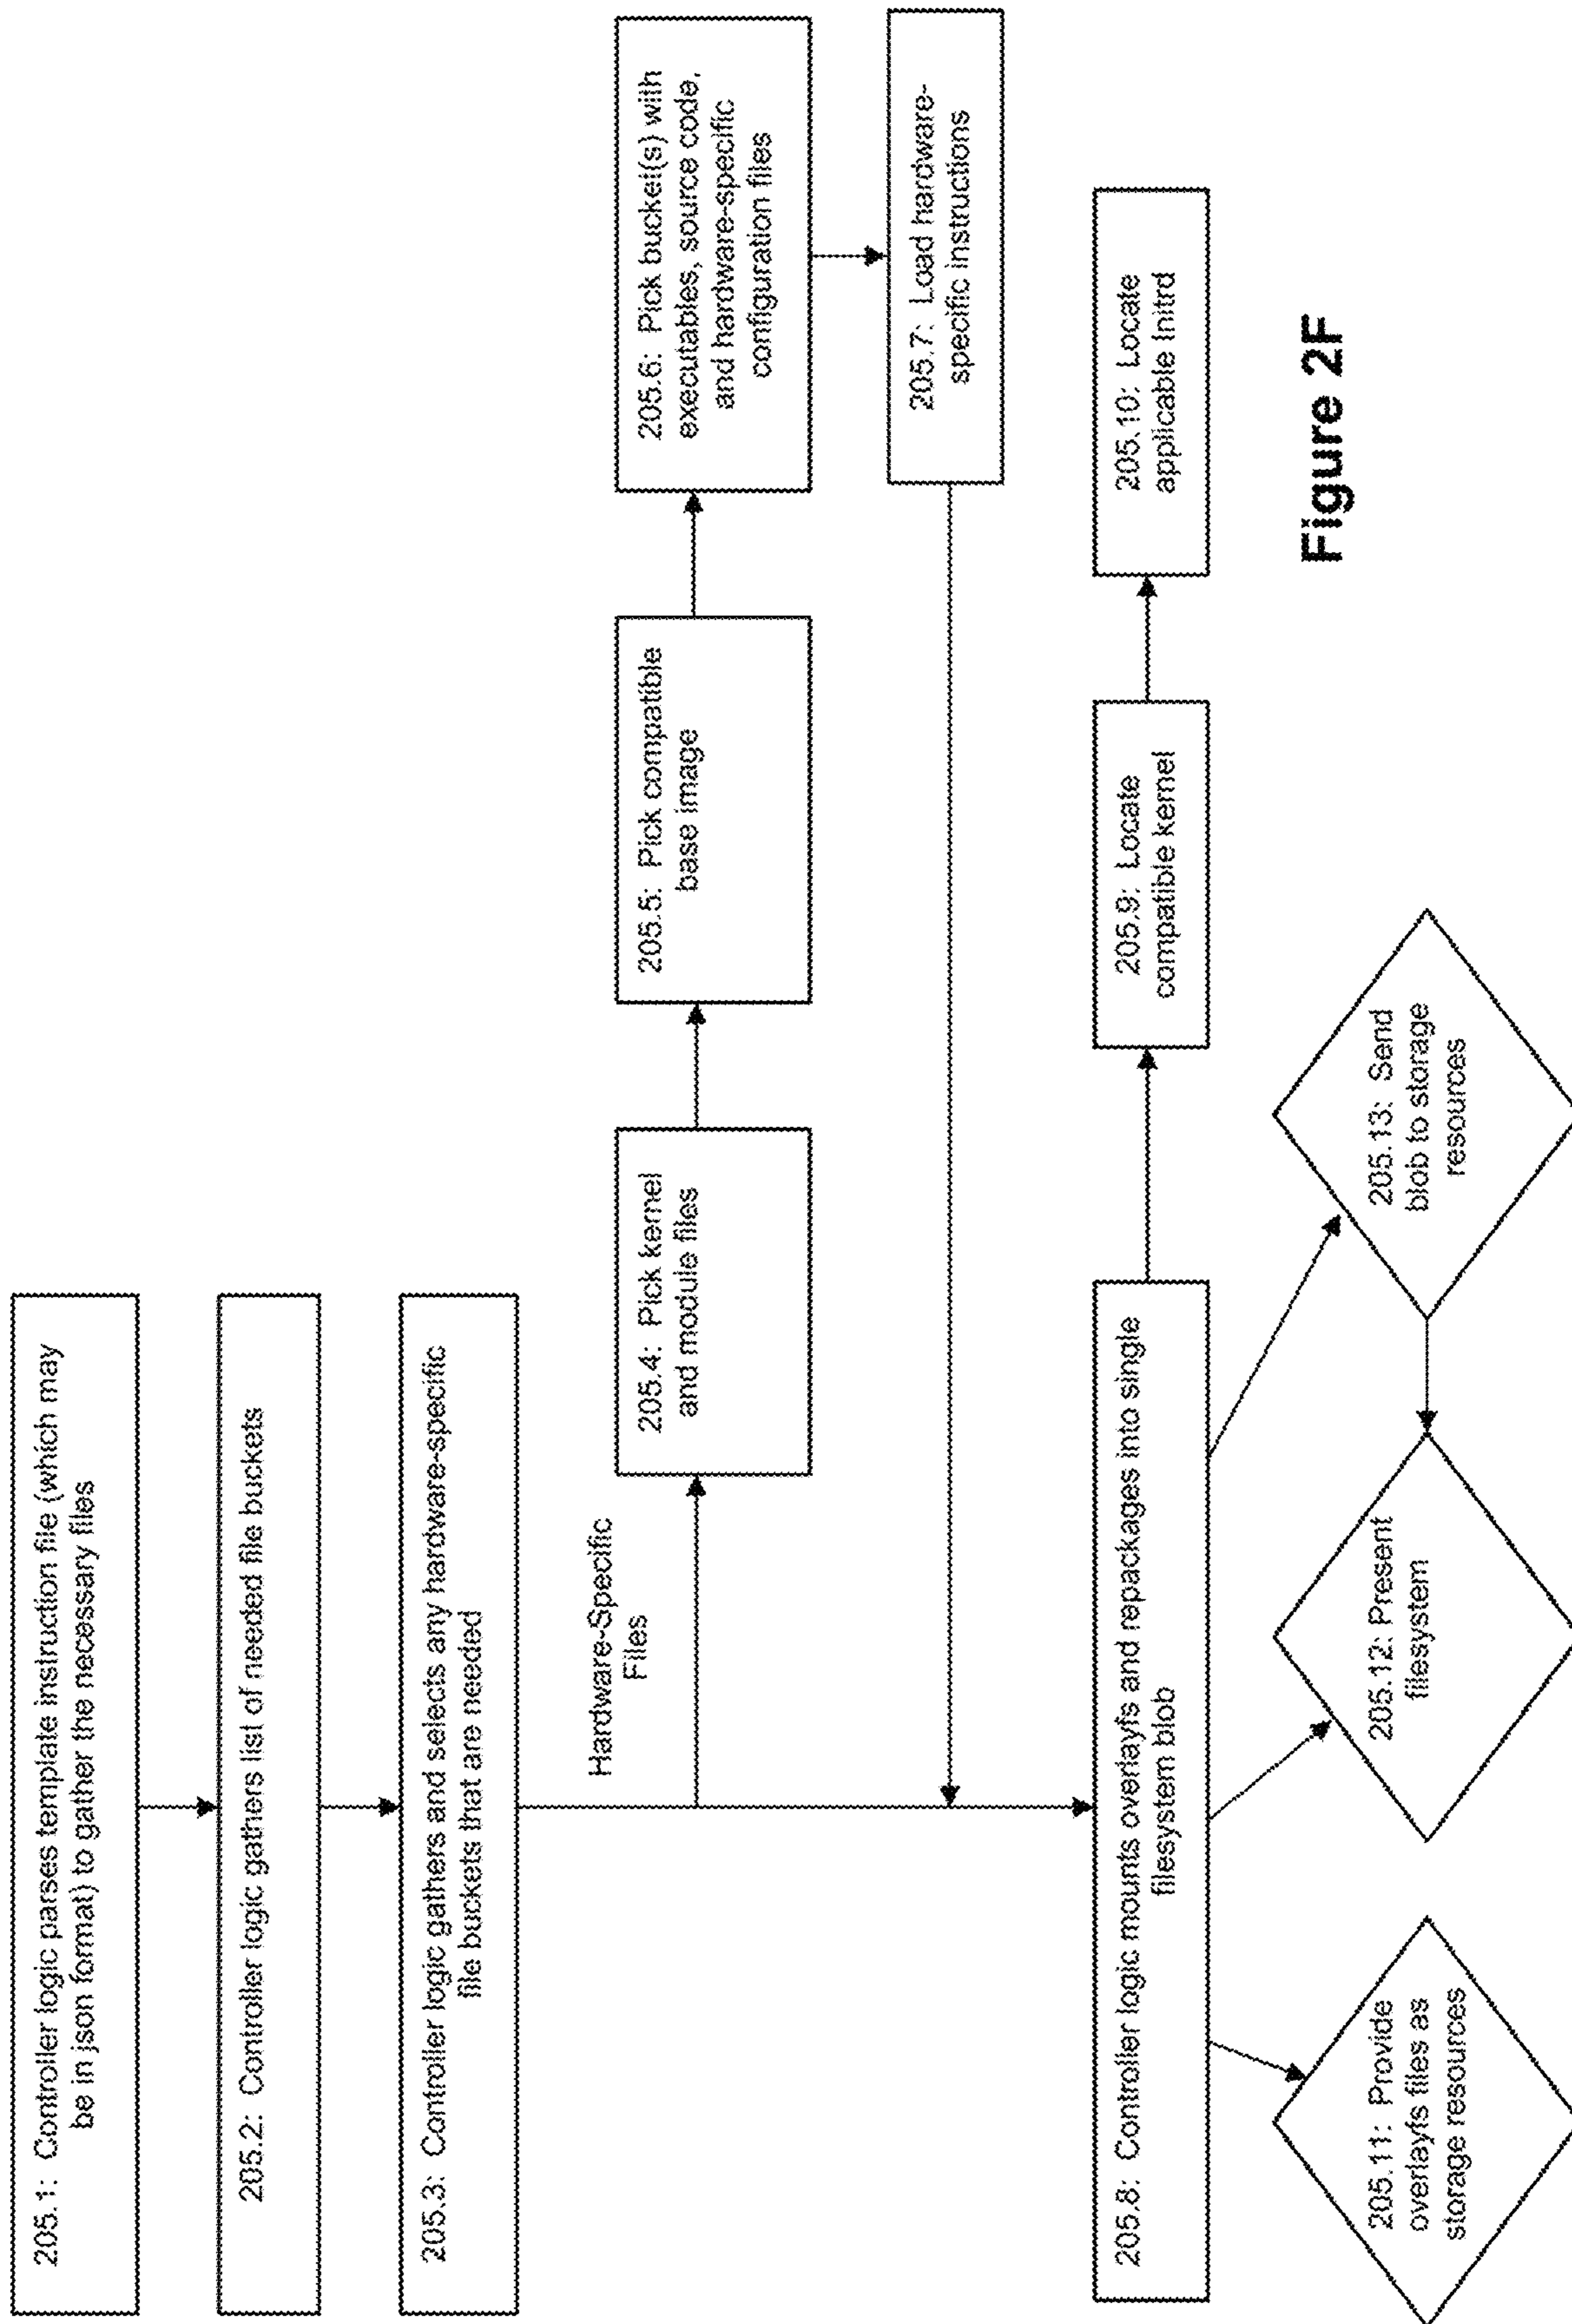 205.1: Controller logic parses template instruction file (which may
be in json format) to gather the necessary files
205.2: Controller logic gathers list of needed file buckets
205.3: Controller logic gathers and selects any hardware-specific
file buckets that are needed
Hardware-Specific
Files
205.4: Pick kernel
and module files
205.5: Pick compatible
base image
205.6: Pick bucket(s) with
executables, source code,
and hardware-specific
configuration files
205.7: Load hardware-
specific instructions
205.8: Controller logic mounts overlayfs and repackages into single
filesystem blob
205.9: Locate
compatible kernel
205.10: Locate
applicable Initrd
205.11: Provide
overlayfs files as
storage resources
205.12: Present
filesystem
205.13: Send
blob to storage
resources
Figure 2F